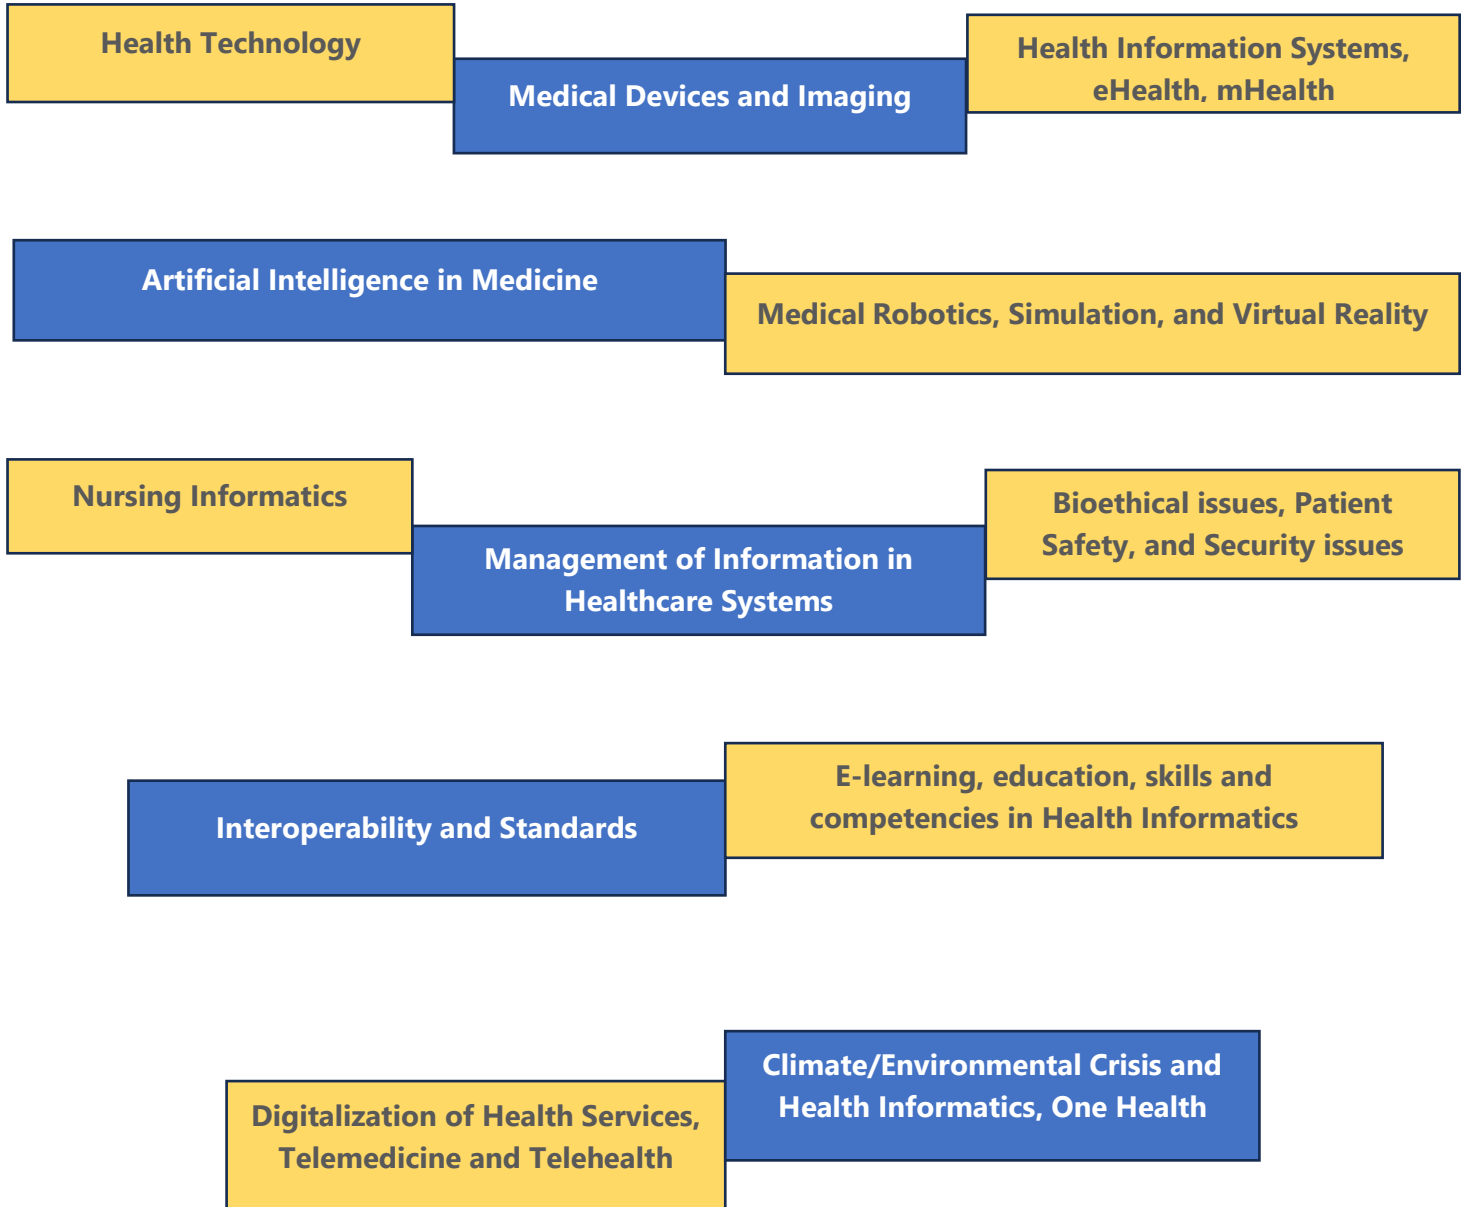 Health Technology
Medical Devices and Imaging
Health Information Systems,
eHealth, mHealth
Artificial Intelligence in Medicine
Medical Robotics, Simulation, and Virtual Reality
Nursing Informatics
Management of Information in
Healthcare Systems
Bioethical issues, Patient
Safety, and Security issues
Interoperability and Standards
E-learning, education, skills and
competencies in Health Informatics
Digitalization of Health Services,
Telemedicine and Telehealth
Climate/Environmental Crisis and
Health Informatics, One Health